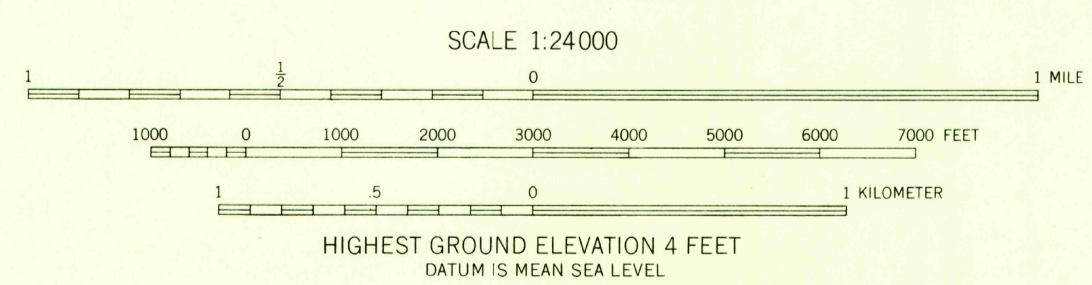 SCALE 1:24000
1 1/2 0 1 MILE
1000 0 1000 2000 3000 4000 5000 6000 7000 FEET
1 .5 0 1 KILOMETER
HIGHEST GROUND ELEVATION 4 FEET
DATUM IS MEAN SEA LEVEL